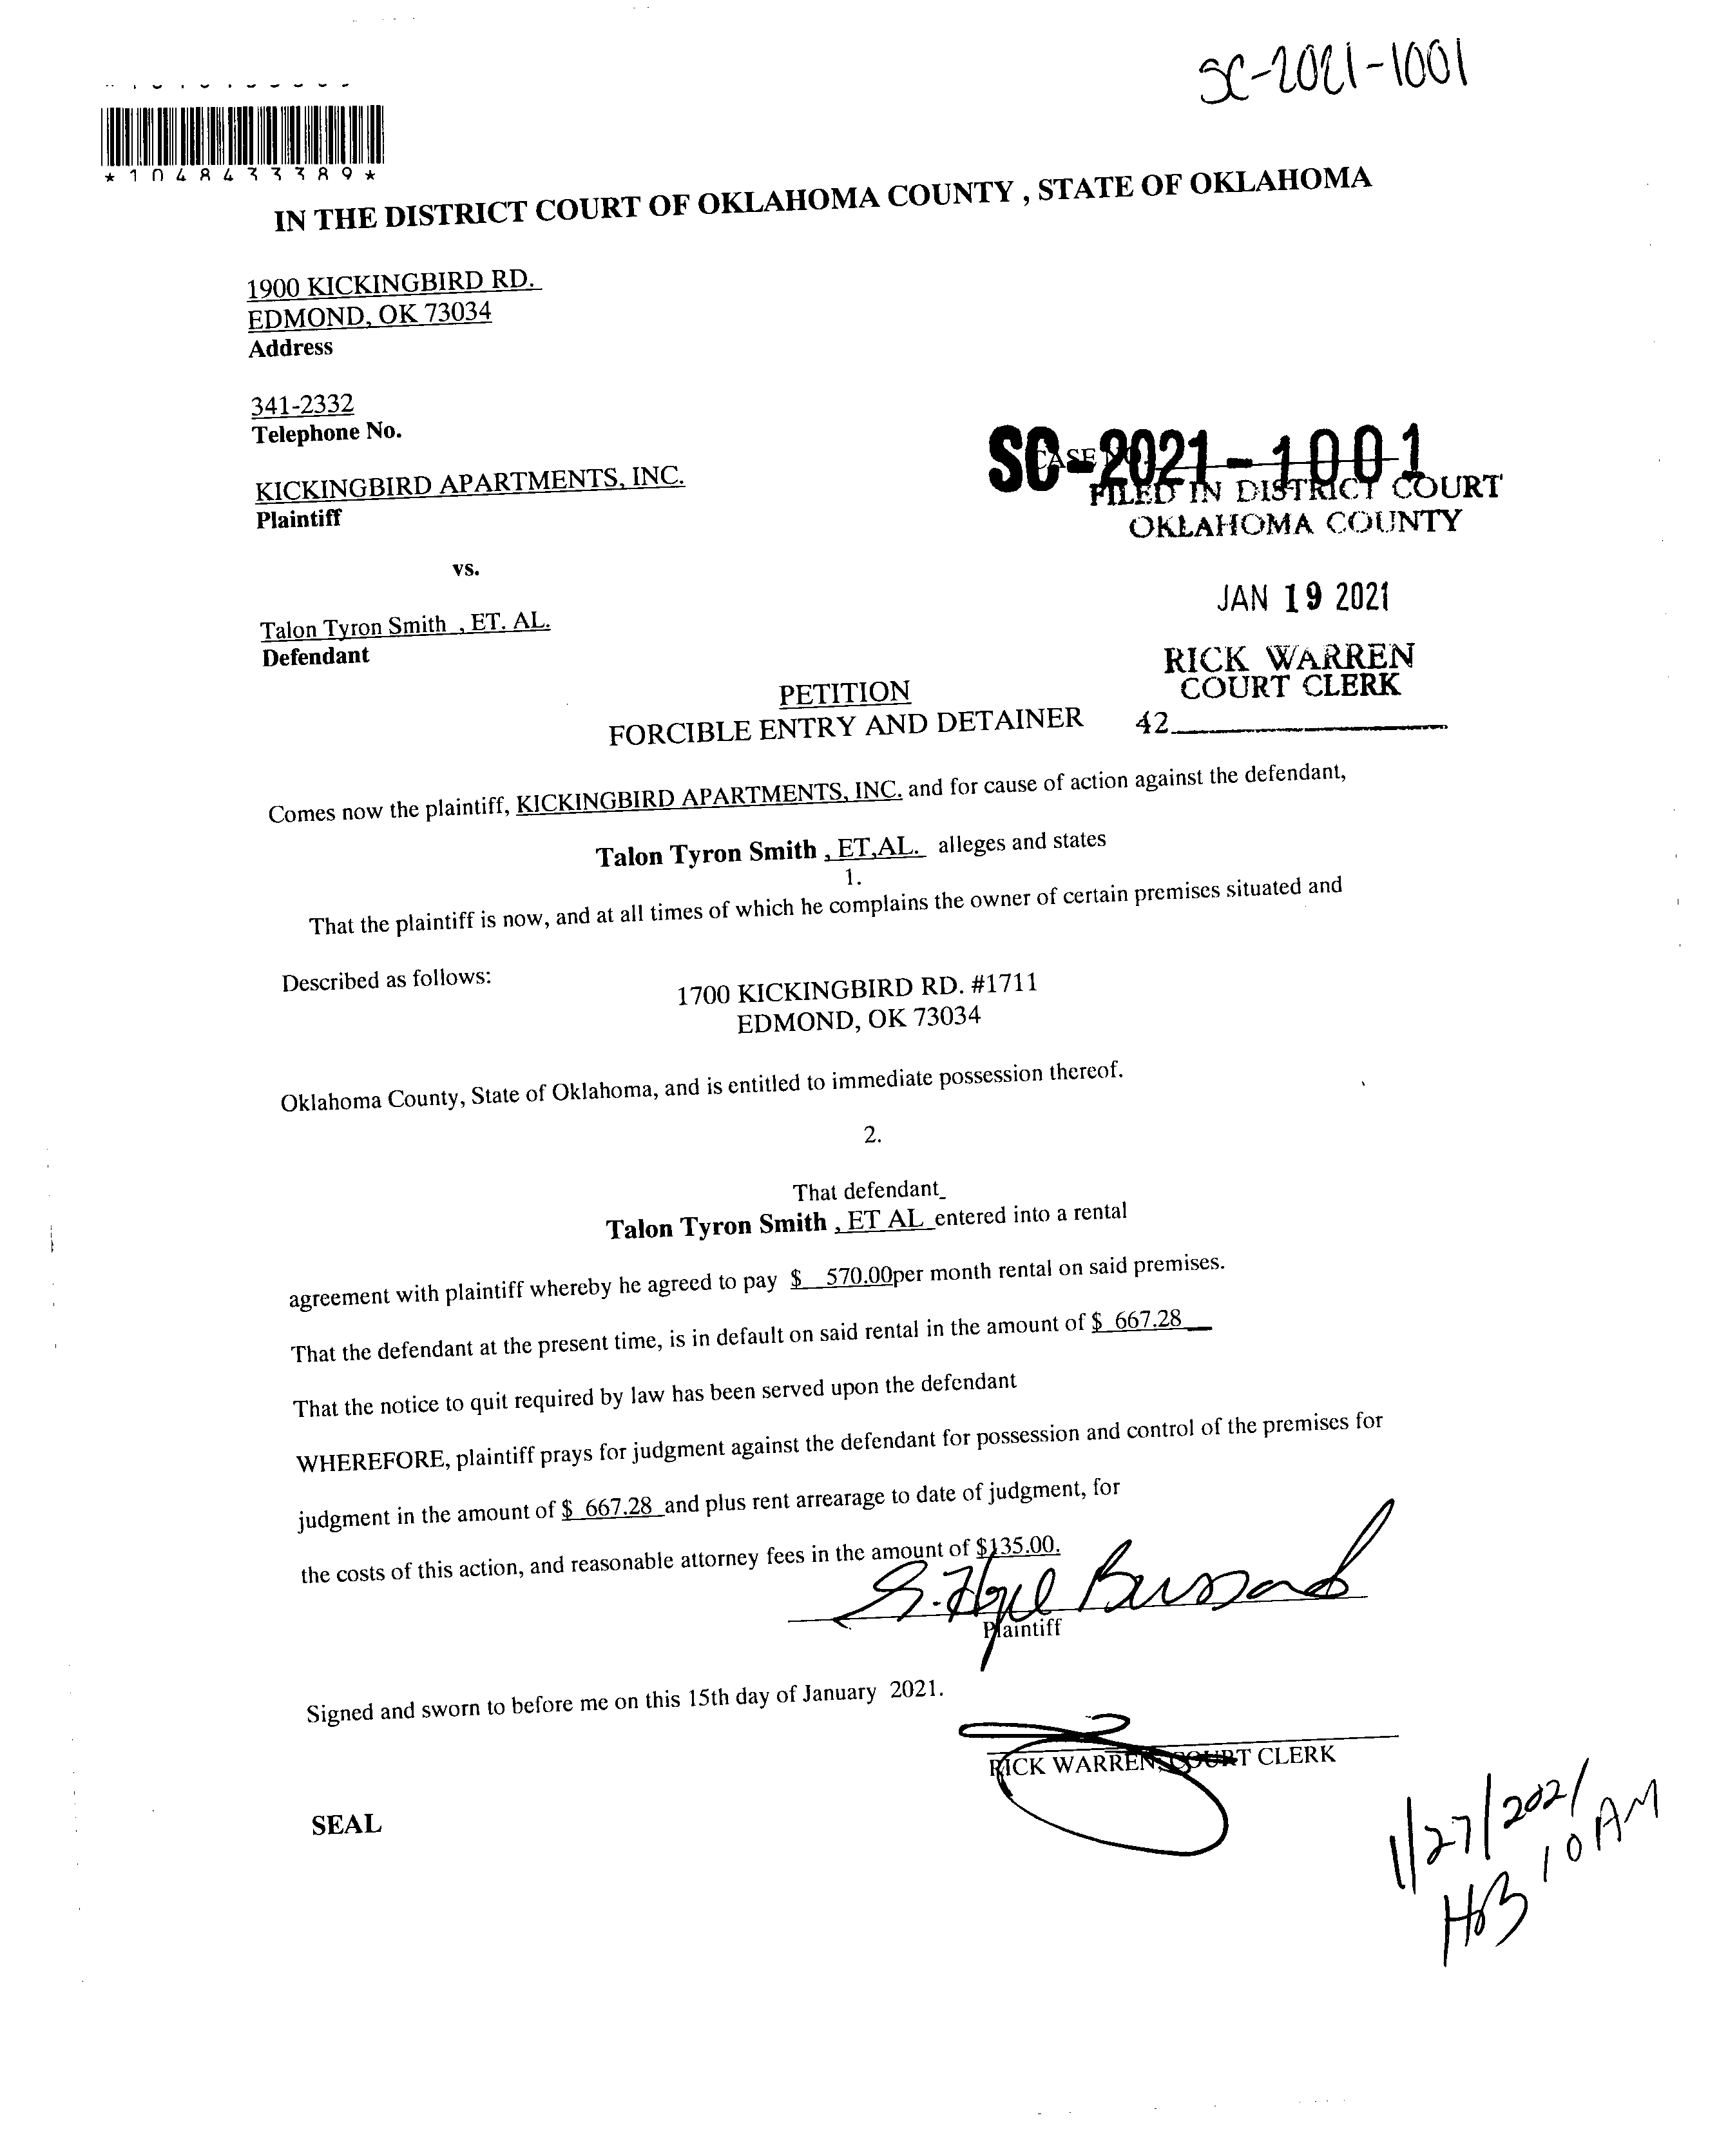 SC-2021-1001
*1048433389*
IN THE DISTRICT COURT OF OKLAHOMA COUNTY , STATE OF OKLAHOMA
1900 KICKINGBIRD RD.
EDMOND, OK 73034
Address
341-2332
Telephone No.
SC-2021-1001
CASE NO.
KICKINGBIRD APARTMENTS, INC.
FILED IN DISTRICT COURT
Plaintiff
OKLAHOMA COUNTY
vs.
JAN 19 2021
Talon Tyron Smith , ET. AL.
Defendant
RICK WARREN
COURT CLERK
PETITION
42
FORCIBLE ENTRY AND DETAINER
Comes now the plaintiff, KICKINGBIRD APARTMENTS, INC. and for cause of action against the defendant,
Talon Tyron Smith , ET,AL. alleges and states
1.
That the plaintiff is now, and at all times of which he complains the owner of certain premises situated and
Described as follows:
1700 KICKINGBIRD RD. #1711
EDMOND, OK 73034
Oklahoma County, State of Oklahoma, and is entitled to immediate possession thereof.
2.
That defendant
Talon Tyron Smith , ET AL entered into a rental
agreement with plaintiff whereby he agreed to pay $ 570.00per month rental on said premises.
That the defendant at the present time, is in default on said rental in the amount of $ 667.28
That the notice to quit required by law has been served upon the defendant
WHEREFORE, plaintiff prays for judgment against the defendant for possession and control of the premises for
judgment in the amount of $ 667.28 and plus rent arrearage to date of judgment, for
the costs of this action, and reasonable attorney fees in the amount of $135.00.
Plaintiff
Signed and sworn to before me on this 15th day of January 2021.
RICK WARREN, COURT CLERK
SEAL
1/27/2021
10 AM